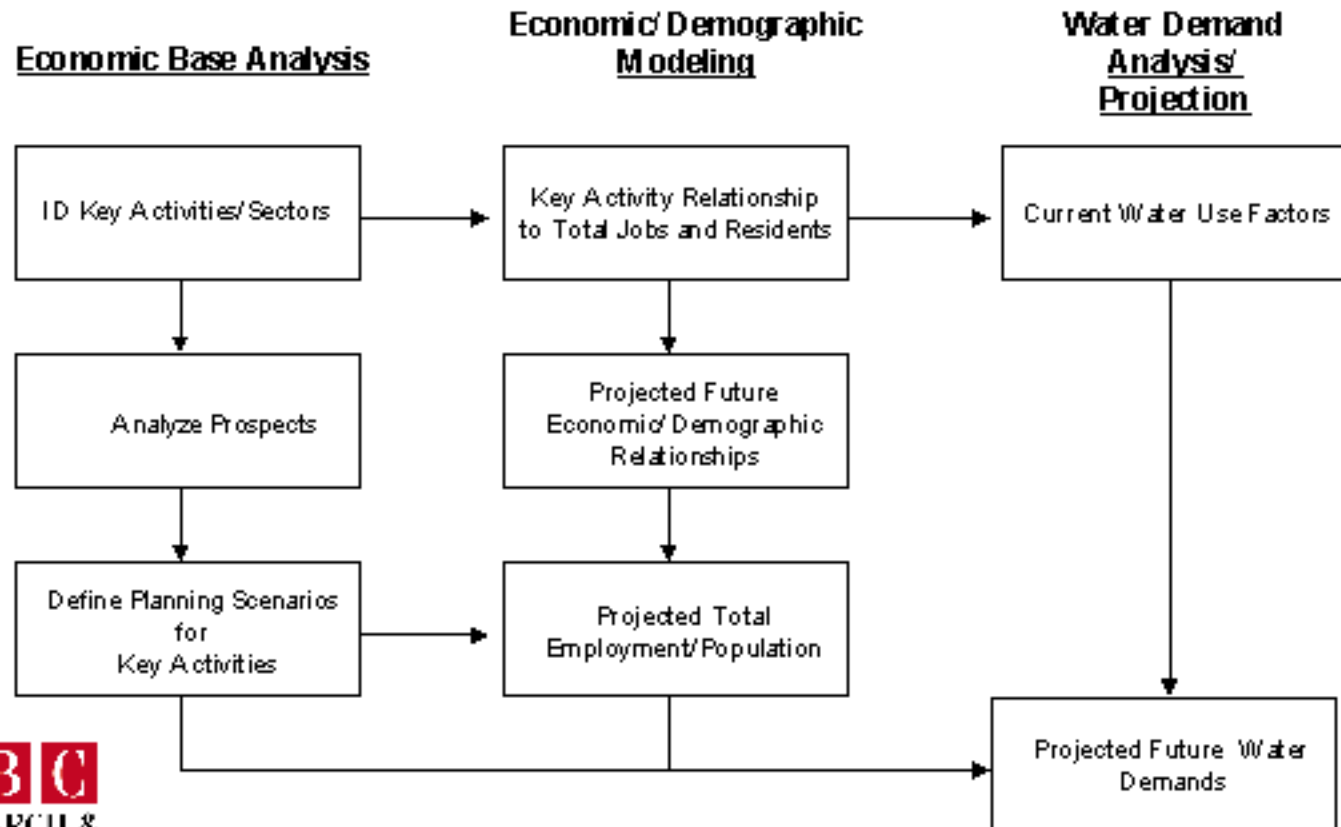 Economic Base Analysis
Economic/Demographic
Modeling
Water Demand
Analysis/
Projection
ID Key Activities/Sectors
Key Activity Relationship
to Total Jobs and Residents
Current Water Use Factors
Analyze Prospects
Projected Future
Economic/Demographic
Relationships
Define Planning Scenarios
for
Key Activities
Projected Total
Employment/Population
Projected Future Water
Demands
B C